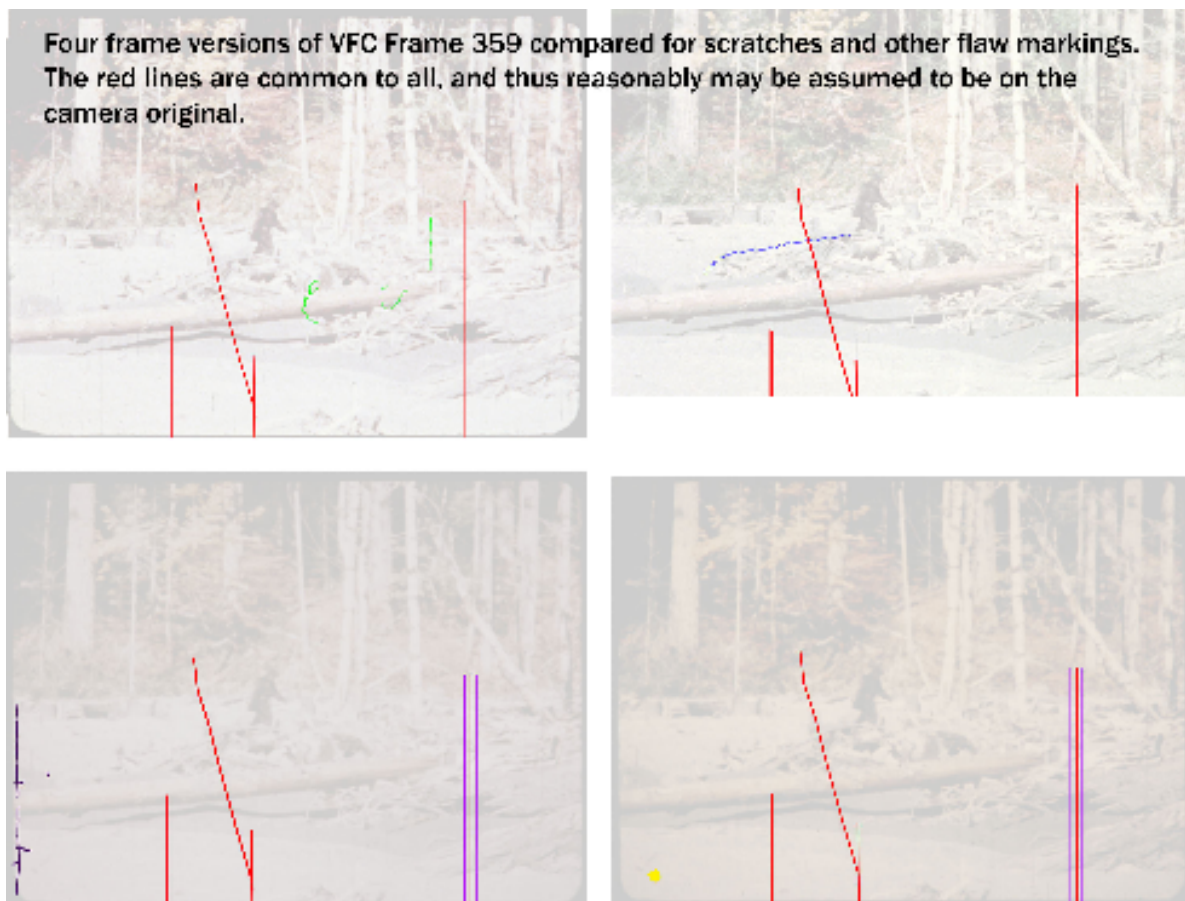 Four frame versions of VFC Frame 359 compared for scratches and other flaw markings.
The red lines are common to all, and thus reasonably may be assumed to be on the
camera original.